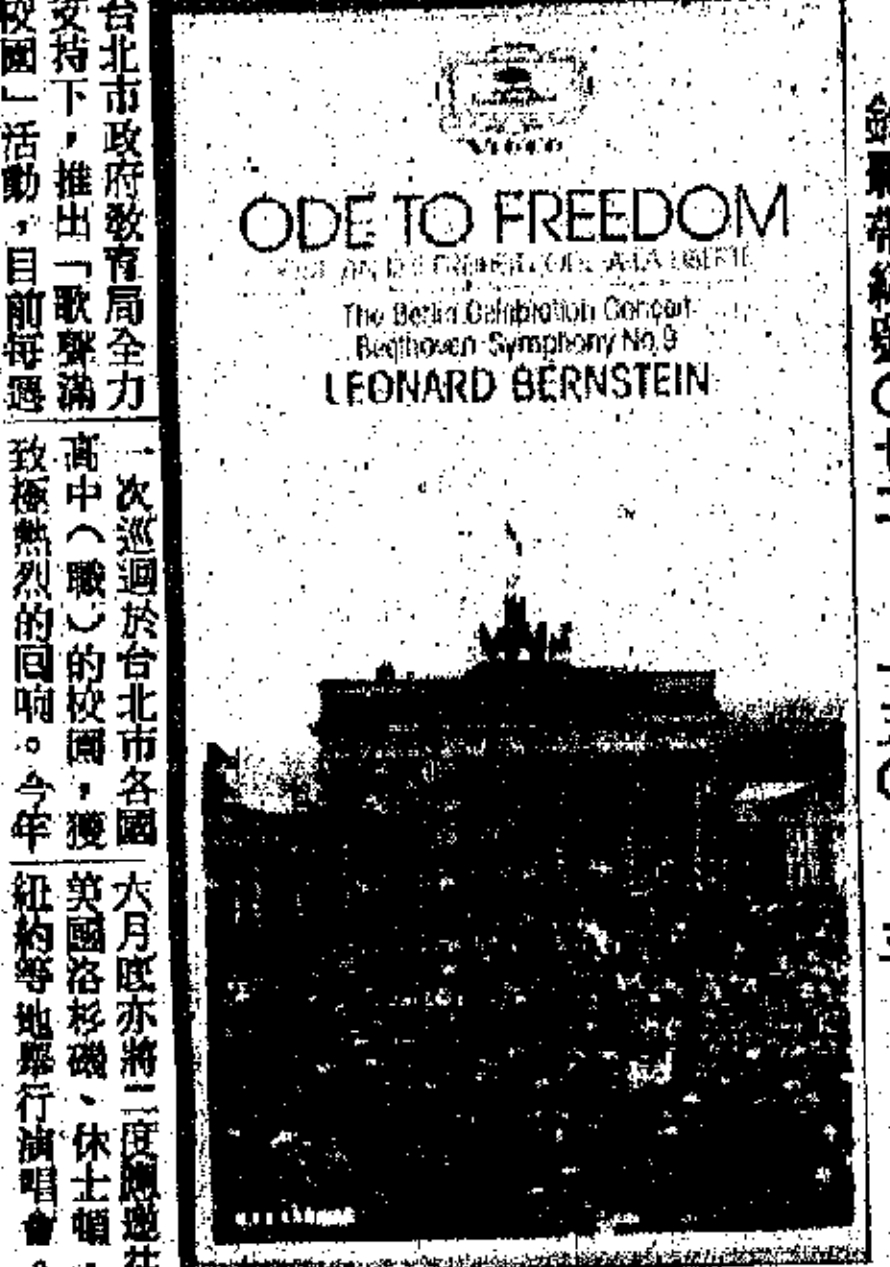 台北市政府教育局全力
支持下，推出「歌聲滿
校園」活動，目前每週
一次巡迴於台北市各國
高中（職）的校園，獲
致極熱烈的回响。今年
六月底亦將二度
美國洛杉磯、休士頓、
紐約等地舉行演唱會。
VIDEO
ODE TO FREEDOM
The Berlin Celebration Concert
Beethoven Symphony No.9
LEONARD BERNSTEIN